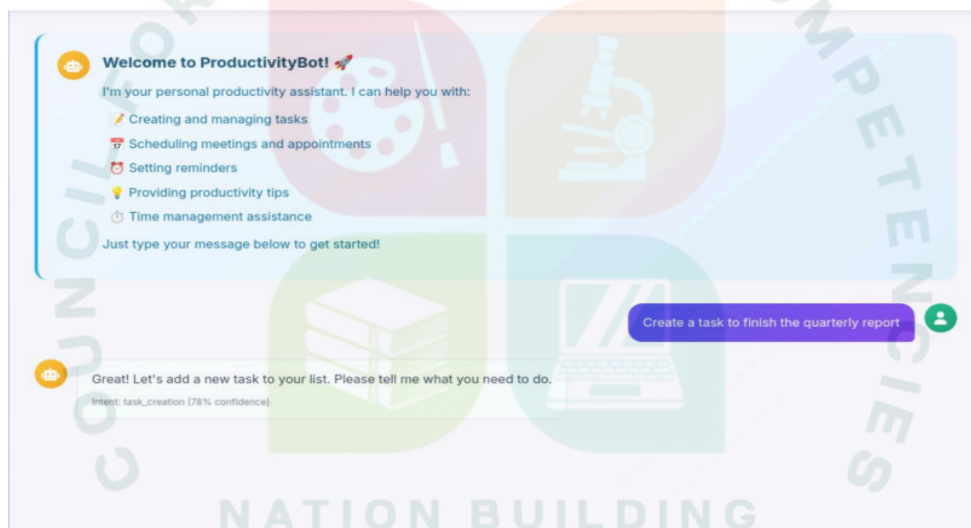 Welcome to ProductivityBot! 🚀
I'm your personal productivity assistant. I can help you with:
📝 Creating and managing tasks
📅 Scheduling meetings and appointments
⏰ Setting reminders
💡 Providing productivity tips
⏱️ Time management assistance
Just type your message below to get started!
Create a task to finish the quarterly report
Great! Let's add a new task to your list. Please tell me what you need to do.
Intent: task_creation (78% confidence)
COUNCIL FOR
COMPETENCIES
NATION BUILDING